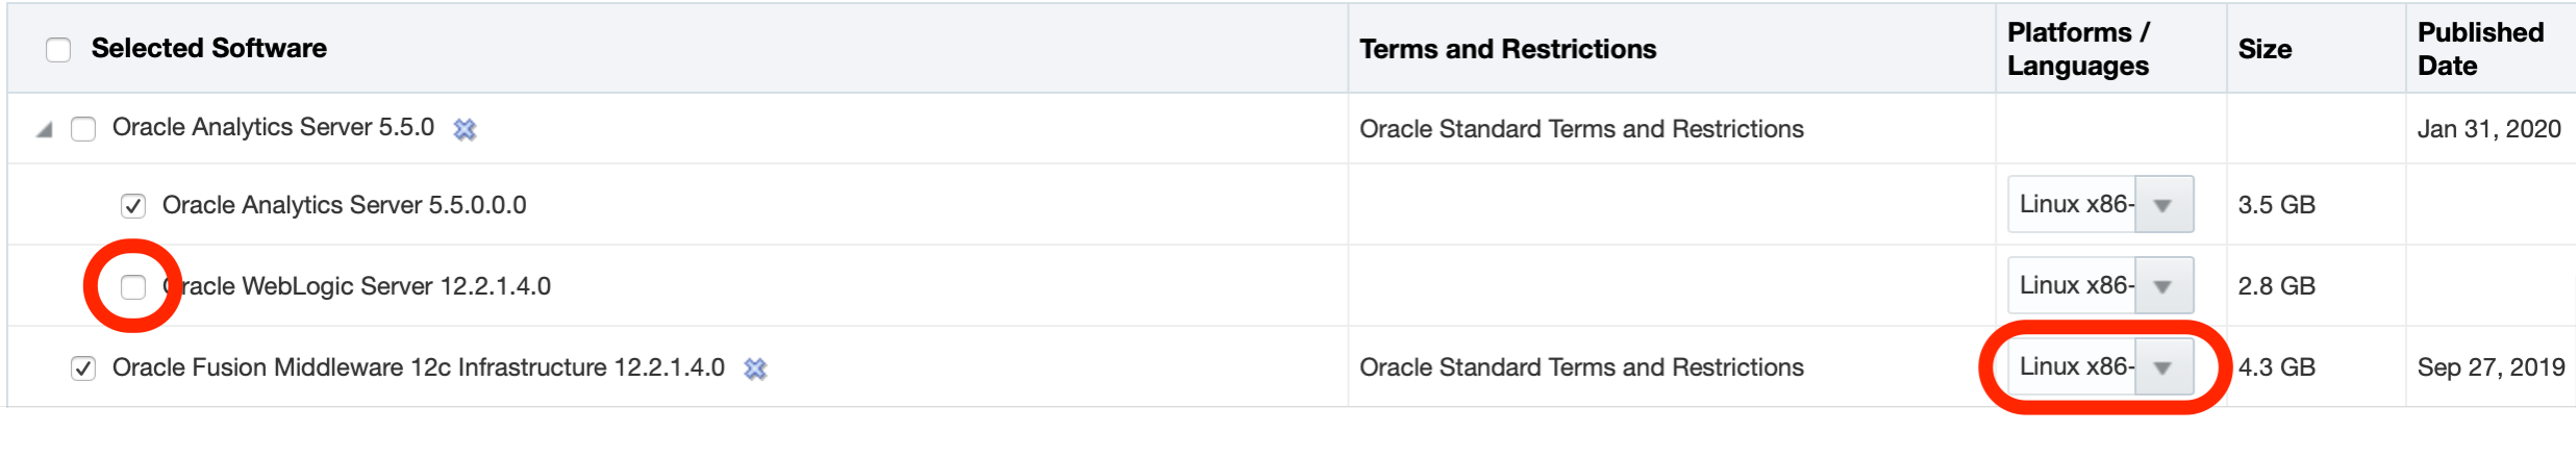 Selected Software
Terms and Restrictions
Platforms /
Languages
Size
Published
Date
Oracle Analytics Server 5.5.0
Oracle Standard Terms and Restrictions
Jan 31, 2020
Oracle Analytics Server 5.5.0.0.0
Linux x86-
3.5 GB
Oracle WebLogic Server 12.2.1.4.0
Linux x86-
2.8 GB
Oracle Fusion Middleware 12c Infrastructure 12.2.1.4.0
Oracle Standard Terms and Restrictions
Linux x86-
4.3 GB
Sep 27, 2019